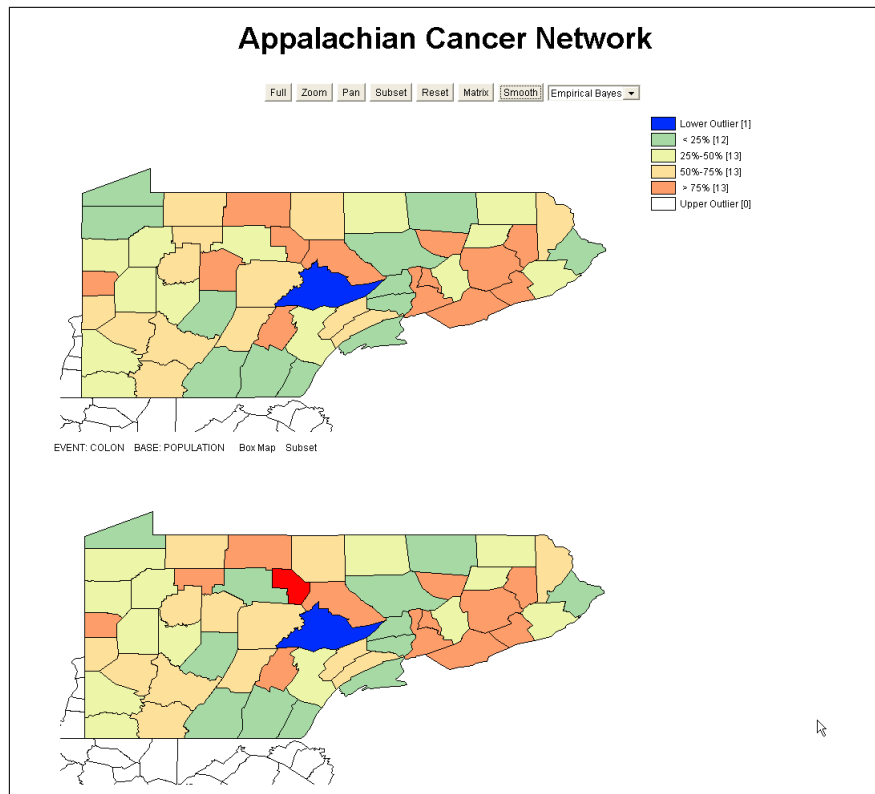 Appalachian Cancer Network
Full Zoom Pan Subset Reset Matrix Smooth Empirical Bayes
Lower Outlier [1]
< 25% [12]
25%-50% [13]
50%-75% [13]
> 75% [13]
Upper Outlier [0]
EVENT: COLON BASE: POPULATION Box Map Subset